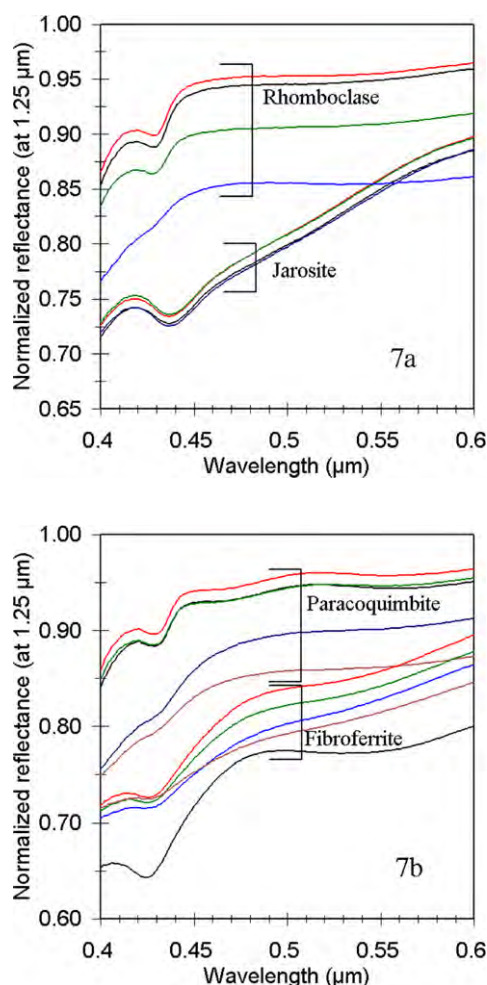 Normalized reflectance (at 1.25 µm)
0.95
0.90
0.85
0.80
0.75
0.70
0.65
Rhomboclase
Jarosite
7a
0.4 0.45 0.5 0.55 0.6
Wavelength (µm)
Normalized reflectance (at 1.25 µm)
1.00
0.90
0.80
0.70
0.60
Paracoquimbite
Fibroferrite
7b
0.4 0.45 0.5 0.55 0.6
Wavelength (µm)